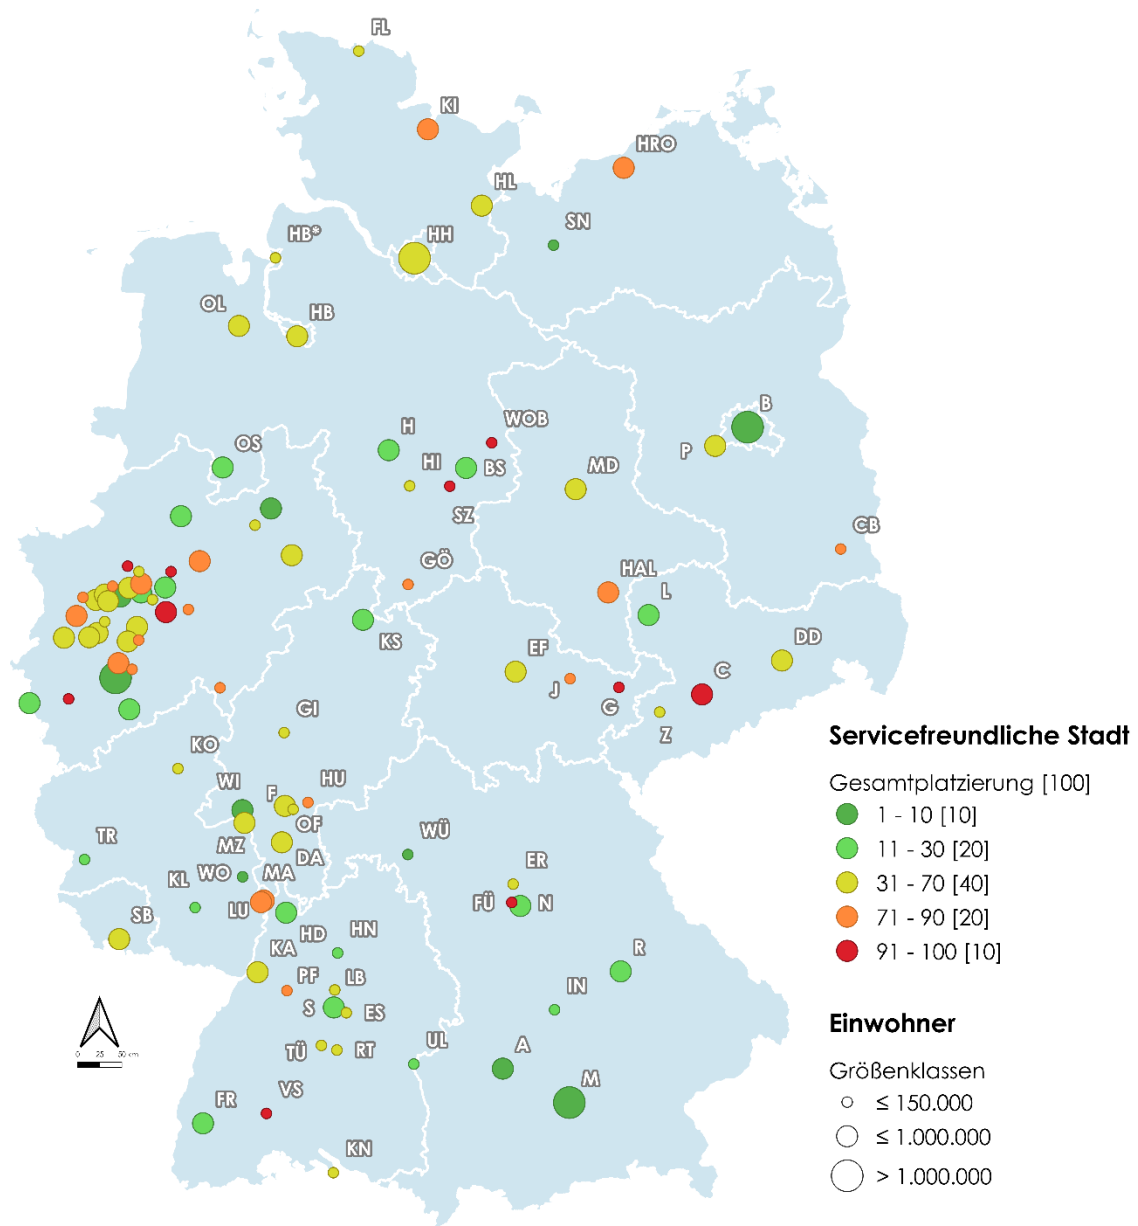 FL
KI
HRO
HL
SN
HB*
HH
OL
HB
B
P
WOB
H
OS
HI
BS
MD
SZ
CB
GÖ
HAL
L
KS
DD
EF
C
J
G
Z
GI
KO
WI
F
HU
OF
MZ
DA
TR
WÜ
KL
WO
MA
ER
FÜ
N
SB
LU
HD
HN
KA
R
PF
LB
IN
S
ES
UL
TÜ
RT
A
M
VS
FR
KN
0 25 50 km
Servicefreundliche Stadt
Gesamtplatzierung [100]
1 - 10 [10]
11 - 30 [20]
31 - 70 [40]
71 - 90 [20]
91 - 100 [10]
Einwohner
Größenklassen
≤ 150.000
≤ 1.000.000
> 1.000.000